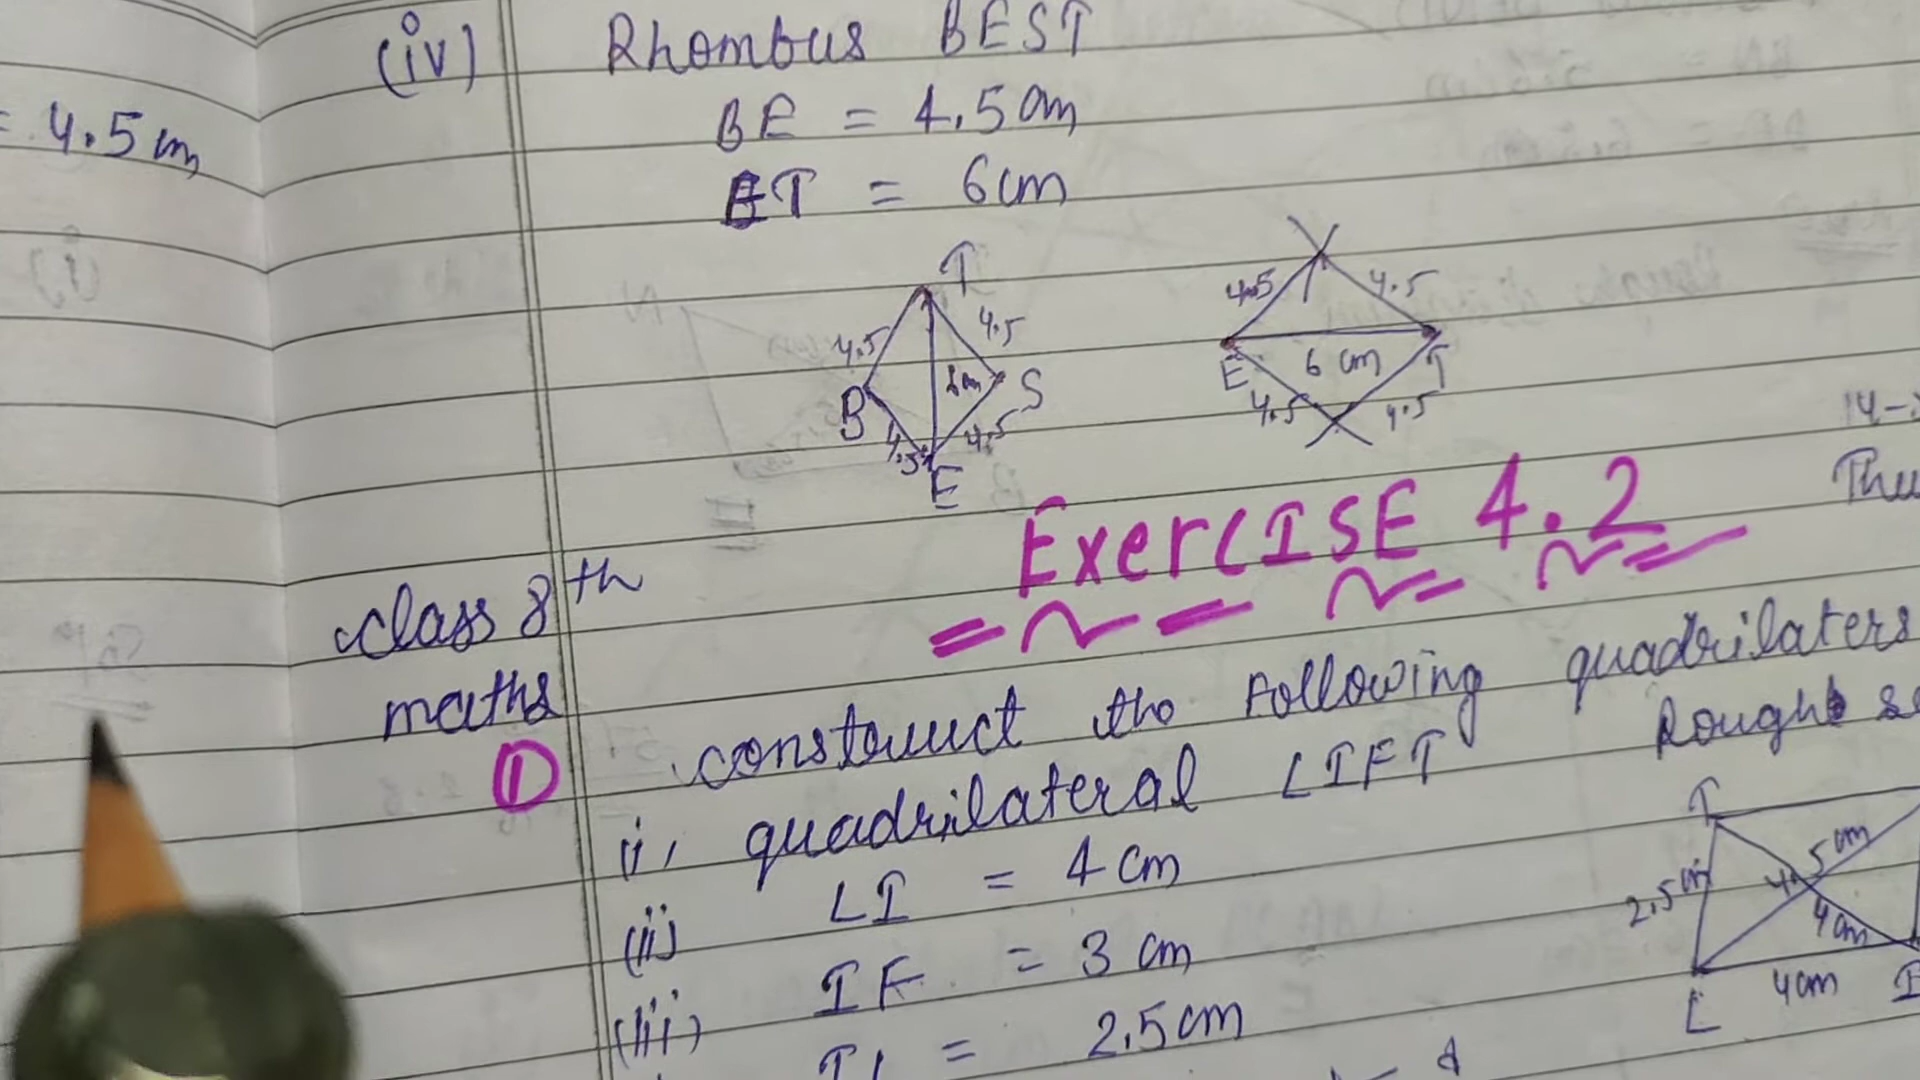 = 4.5 cm
(iv) Rhombus BEST
BE = 4.5 cm
ET = 6 cm
T
4.5 4.5
B S
4.5 4.5
E
4.5 4.5
E 6 cm T
4.5 4.5
14-
Thu
ExercISE 4.2
class 8th
maths
① construct the Following quadrilaters
i, quadrilateral LIFT Rough s
(ii) LI = 4 cm
(iii) IF = 3 cm
TL = 2.5 cm
T
2.5 cm 4.5 cm
4 cm
4 cm
L I